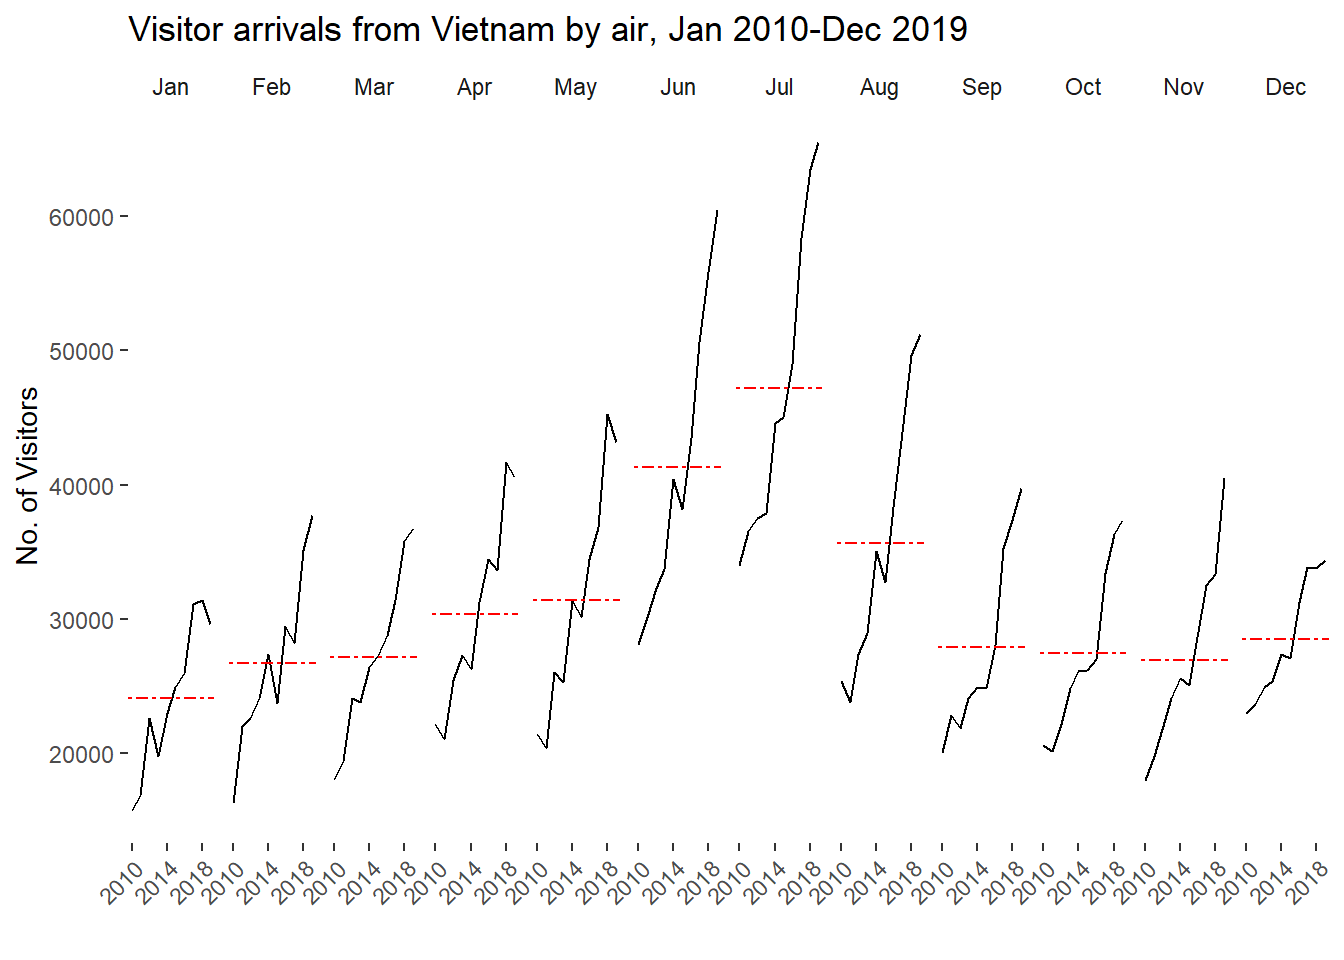 Visitor arrivals from Vietnam by air, Jan 2010-Dec 2019
Jan Feb Mar Apr May Jun Jul Aug Sep Oct Nov Dec
No. of Visitors
60000
50000
40000
30000
20000
2010 2014 2018 2010 2014 2018 2010 2014 2018 2010 2014 2018 2010 2014 2018 2010 2014 2018 2010 2014 2018 2010 2014 2018 2010 2014 2018 2010 2014 2018 2010 2014 2018 2010 2014 2018